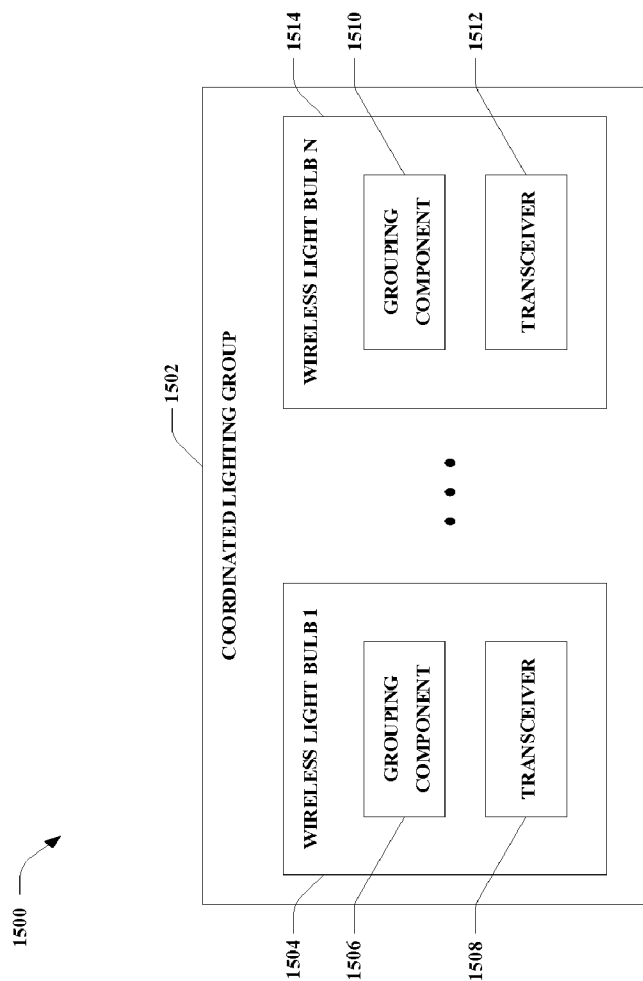 1500
1502
COORDINATED LIGHTING GROUP
1504
WIRELESS LIGHT BULB 1
1506
GROUPING
COMPONENT
1508
TRANSCEIVER
1514
WIRELESS LIGHT BULB N
1510
GROUPING
COMPONENT
1512
TRANSCEIVER